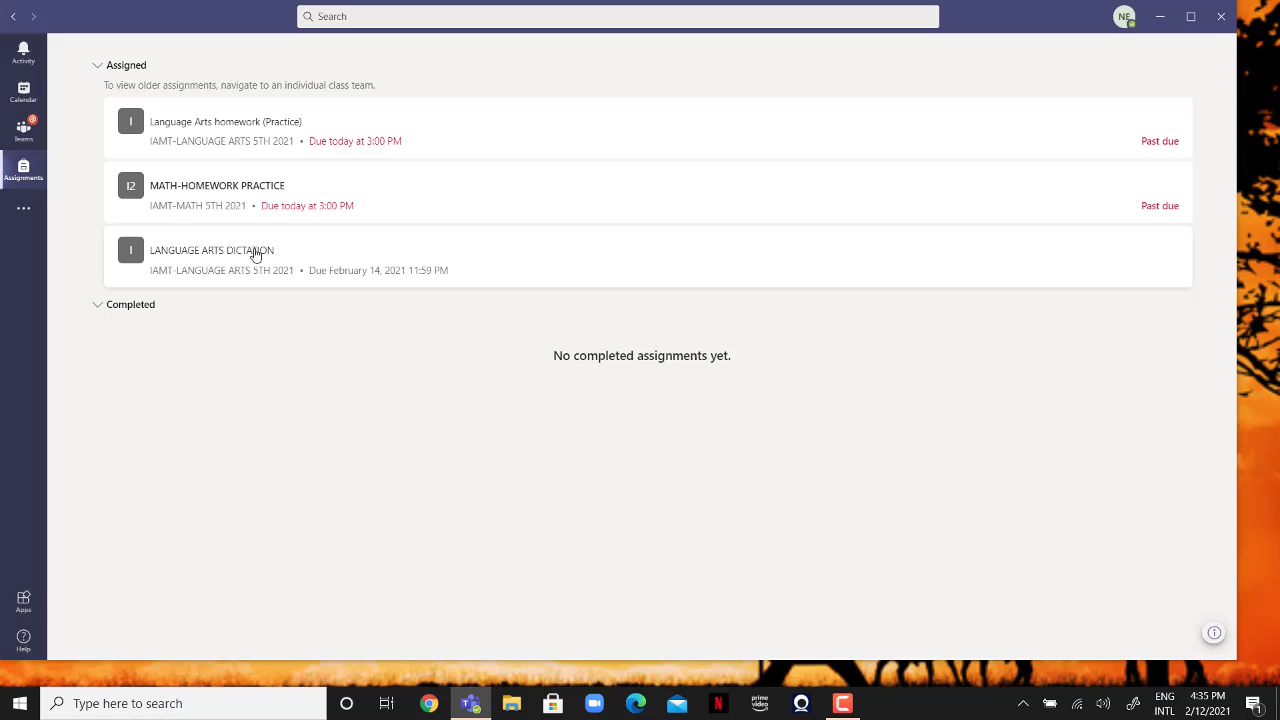 Search
NE
Activity
Calendar
Teams
Assignments
Apps
Help
Assigned
To view older assignments, navigate to an individual class team.
I
Language Arts homework (Practice)
IAMT-LANGUAGE ARTS 5TH 2021 • Due today at 3:00 PM
Past due
I2
MATH-HOMEWORK PRACTICE
IAMT-MATH 5TH 2021 • Due today at 3:00 PM
Past due
I
LANGUAGE ARTS DICTATION
IAMT-LANGUAGE ARTS 5TH 2021 • Due February 14, 2021 11:59 PM
Completed
No completed assignments yet.
Type here to search
N
prime video
ENG
INTL
4:35 PM
2/12/2021